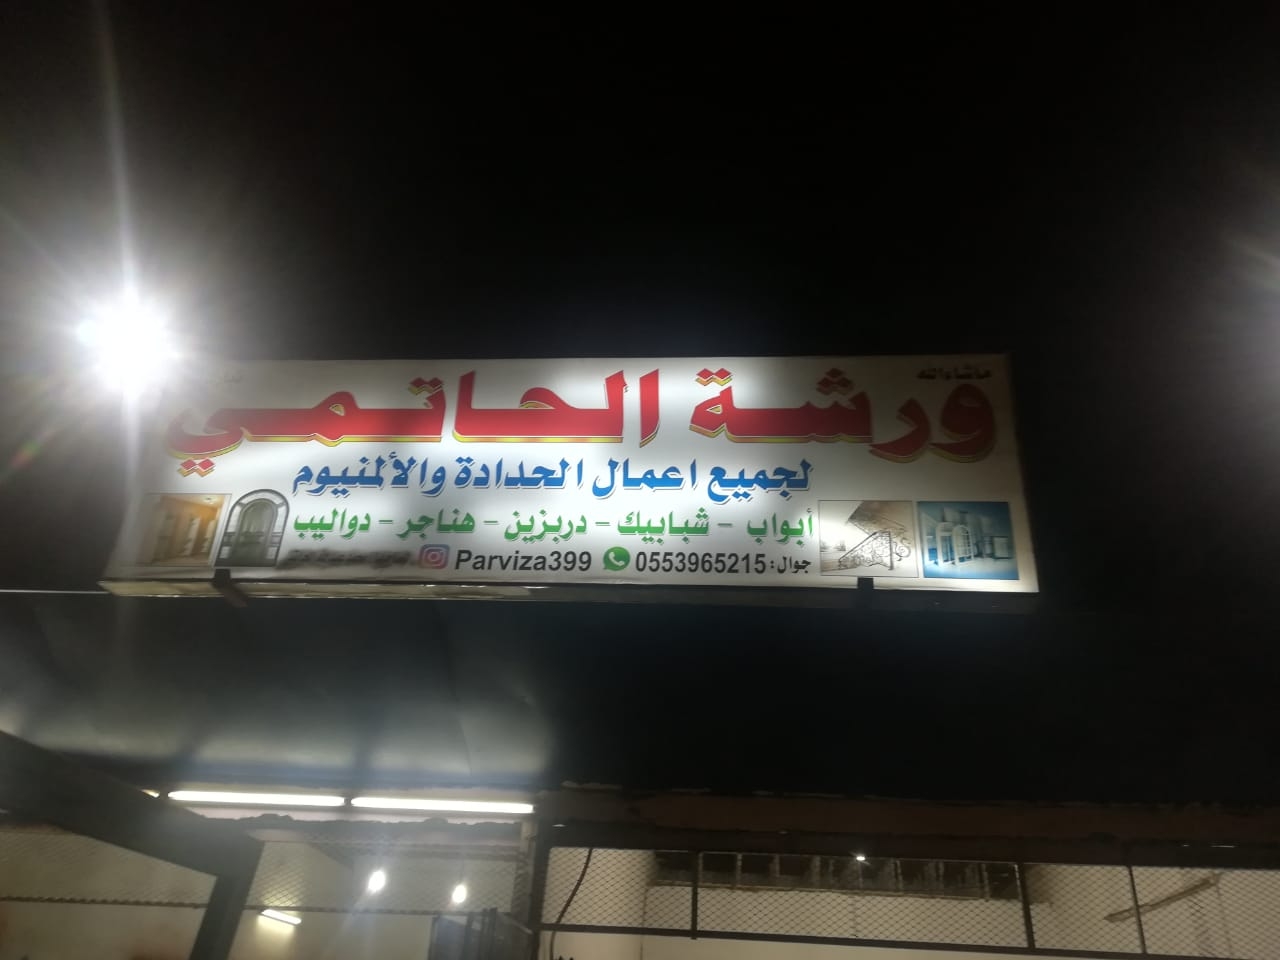 ماشاءالله
ورشة الحاتمي
لجميع اعمال الحدادة والألمنيوم
أبواب - شبابيك - دربزين - هناجر - دواليب
جوال: 0553965215 Parviza399